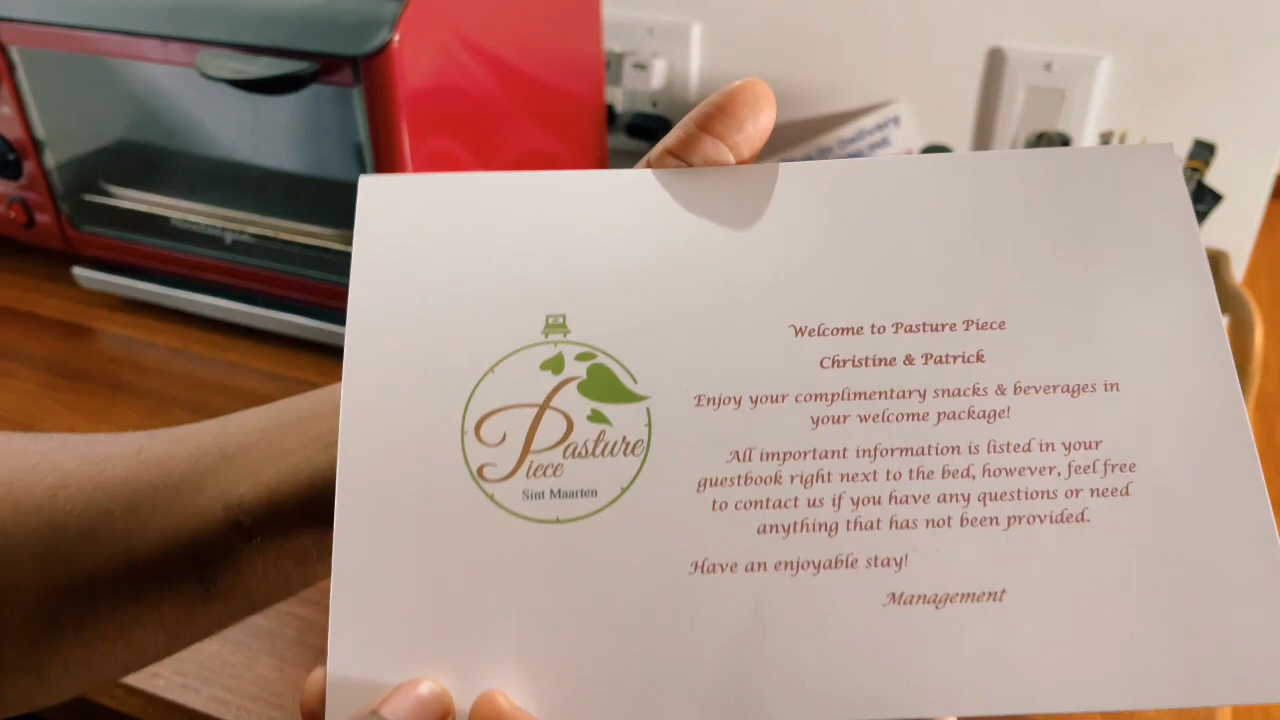 Delivery
Welcome to Pasture Piece
Christine & Patrick
Enjoy your complimentary snacks & beverages in
your welcome package!
All important information is listed in your
guestbook right next to the bed, however, feel free
to contact us if you have any questions or need
anything that has not been provided.
Have an enjoyable stay!
Management
Pasture
Piece
Sint Maarten